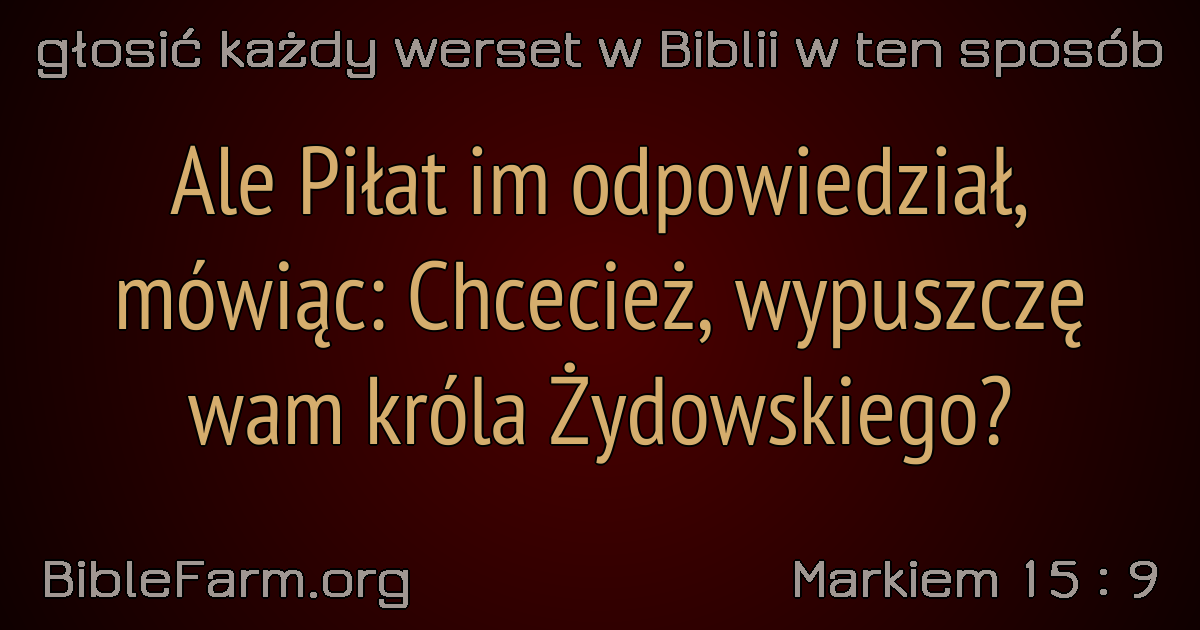 głosić każdy werset w Biblii w ten sposób
Ale Piłat im odpowiedział,
mówiąc: Chcecież, wypuszczę
wam króla Żydowskiego?
BibleFarm.org
Markiem 15 : 9